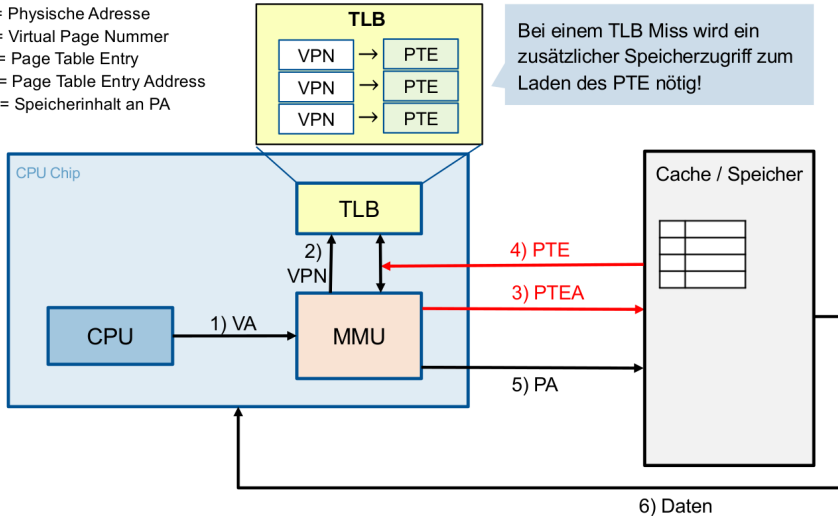 = Physische Adresse
= Virtual Page Nummer
= Page Table Entry
= Page Table Entry Address
= Speicherinhalt an PA
TLB
VPN → PTE
VPN → PTE
VPN → PTE
Bei einem TLB Miss wird ein
zusätzlicher Speicherzugriff zum
Laden des PTE nötig!
CPU Chip
TLB
2)
VPN
CPU
1) VA
MMU
4) PTE
3) PTEA
5) PA
Cache / Speicher
6) Daten